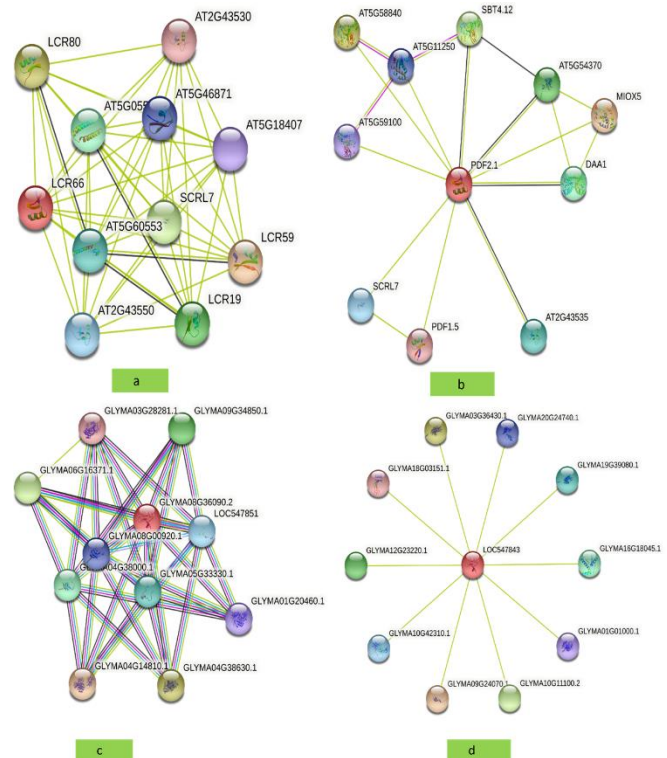 LCR80
AT2G43530
AT5G055
AT5G46871
AT5G18407
LCR66
SCRL7
AT5G60553
LCR59
AT2G43550
LCR19
a
AT5G58840
SBT4.12
AT5G11250
AT5G54370
MIOX5
AT5G59100
PDF2.1
DAA1
SCRL7
PDF1.5
AT2G43535
b
GLYMA03G28281.1
GLYMA09G34850.1
GLYMA06G16371.1
GLYMA08G36090.2
LOC547851
GLYMA08G00920.1
GLYMA04G38000.1
GLYMA05G33330.1
GLYMA01G20460.1
GLYMA04G14810.1
GLYMA04G38630.1
c
GLYMA03G36430.1
GLYMA20G24740.1
GLYMA18G03151.1
GLYMA19G39080.1
GLYMA12G23220.1
LOC547843
GLYMA16G18045.1
GLYMA10G42310.1
GLYMA01G01000.1
GLYMA09G24070.1
GLYMA10G11100.2
d